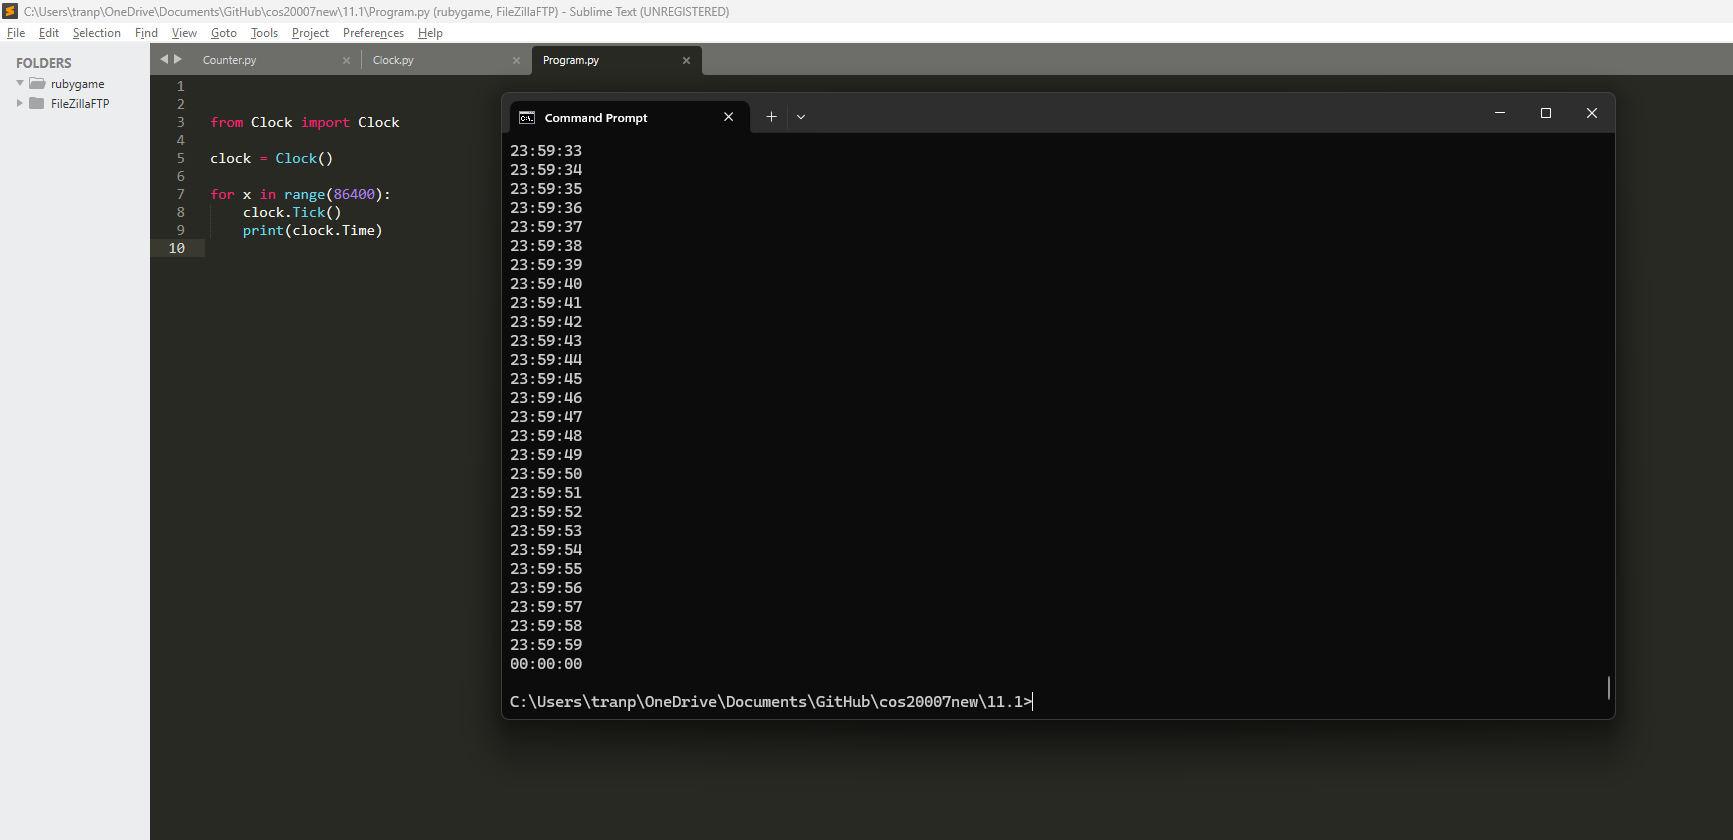 C:\Users\tranp\OneDrive\Documents\GitHub\cos20007new\11.1\Program.py (rubygame, FileZillaFTP) - Sublime Text (UNREGISTERED)
File Edit Selection Find View Goto Tools Project Preferences Help
FOLDERS
rubygame
FileZillaFTP
Counter.py
Clock.py
Program.py
1
2
3 from Clock import Clock
4
5 clock = Clock()
6
7 for x in range(86400):
8     clock.Tick()
9     print(clock.Time)
10
Command Prompt
23:59:33
23:59:34
23:59:35
23:59:36
23:59:37
23:59:38
23:59:39
23:59:40
23:59:41
23:59:42
23:59:43
23:59:44
23:59:45
23:59:46
23:59:47
23:59:48
23:59:49
23:59:50
23:59:51
23:59:52
23:59:53
23:59:54
23:59:55
23:59:56
23:59:57
23:59:58
23:59:59
00:00:00
C:\Users\tranp\OneDrive\Documents\GitHub\cos20007new\11.1>